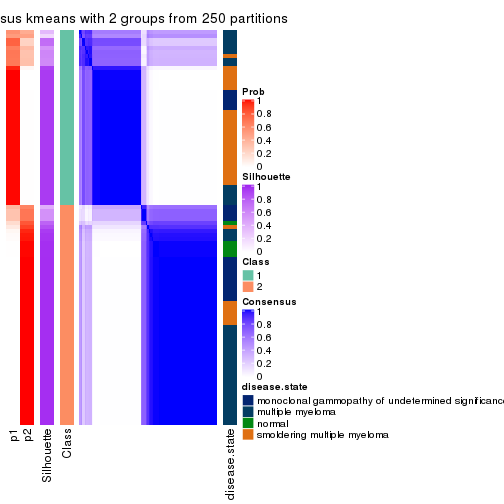 sus kmeans with 2 groups from 250 partitions
Prob
1
0.8
0.6
0.4
0.2
0
Silhouette
1
0.8
0.6
0.4
0.2
0
Class
1
2
Consensus
1
0.8
0.6
0.4
0.2
0
disease.state
monoclonal gammopathy of undetermined significance
multiple myeloma
normal
smoldering multiple myeloma
p1
p2
Silhouette
Class
disease.state